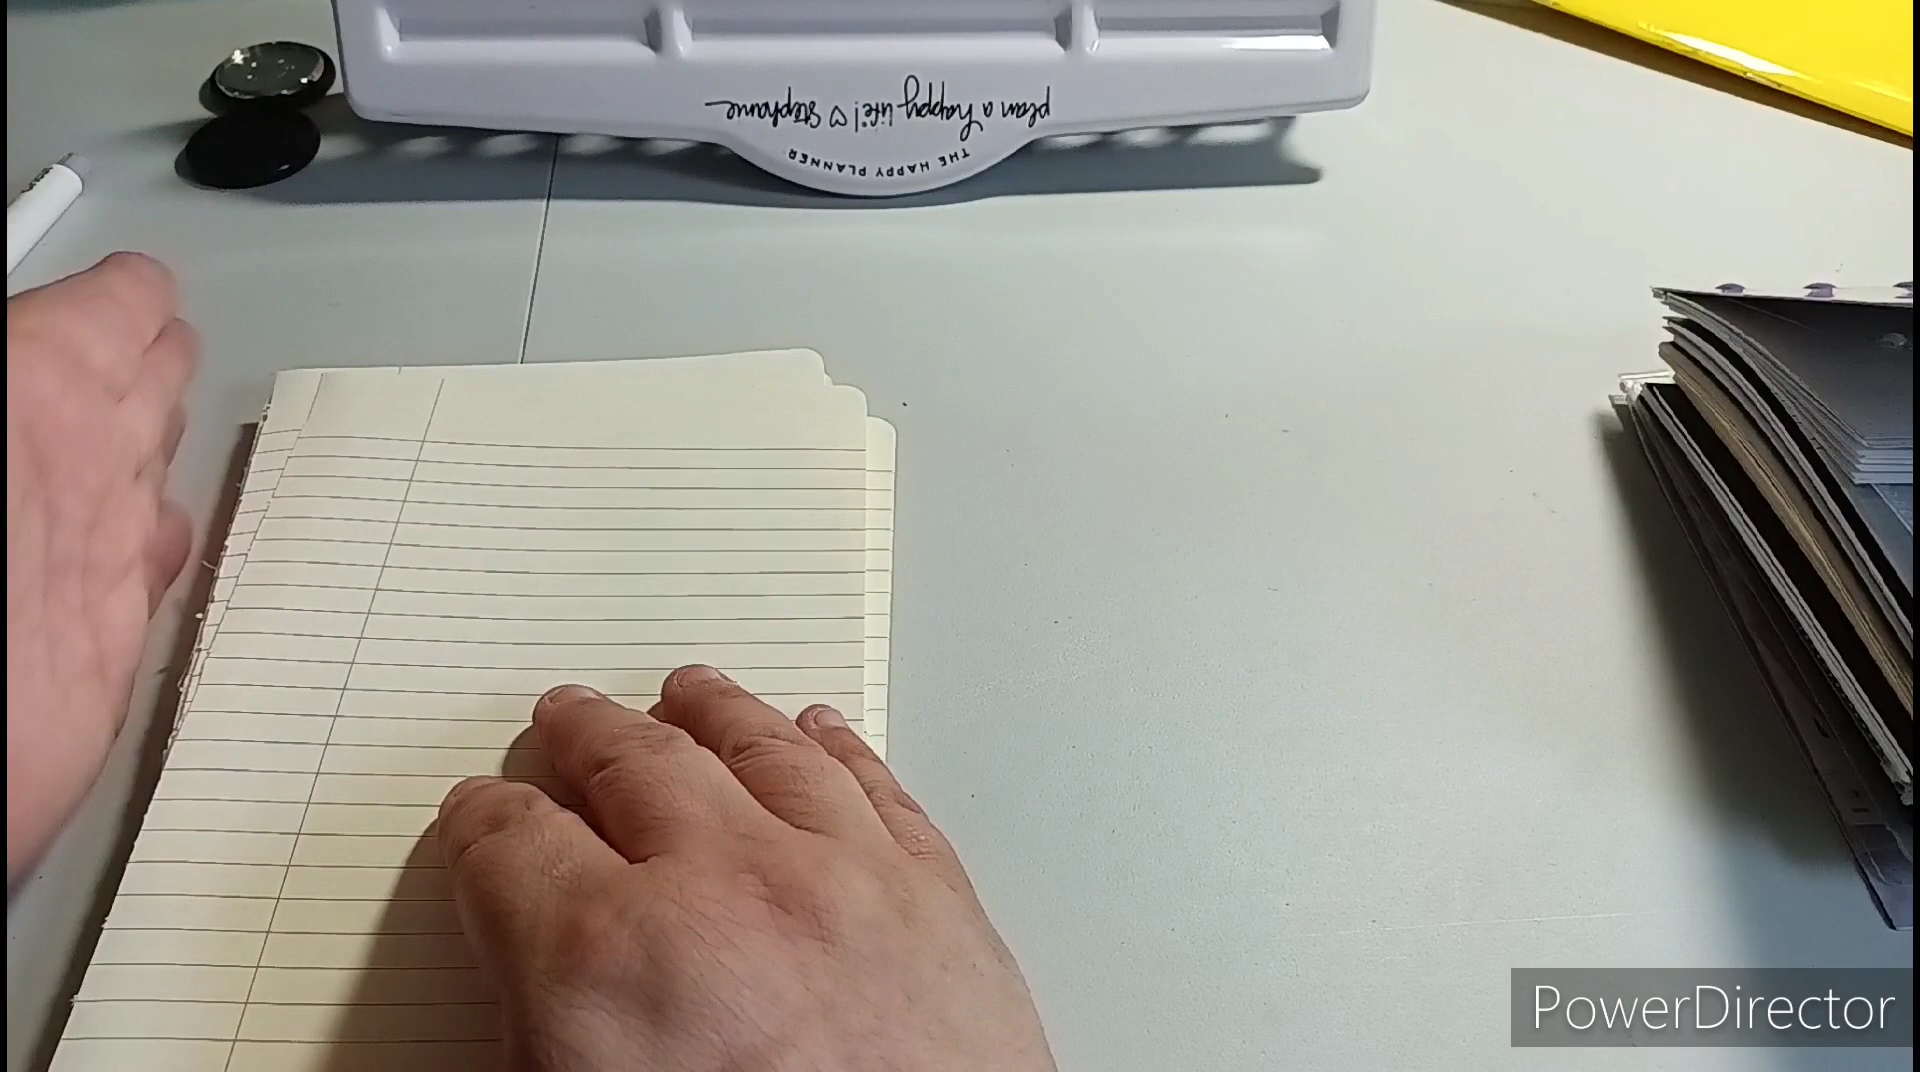 plan a happy life! ♡ Stephanie
THE HAPPY PLANNER
PowerDirector